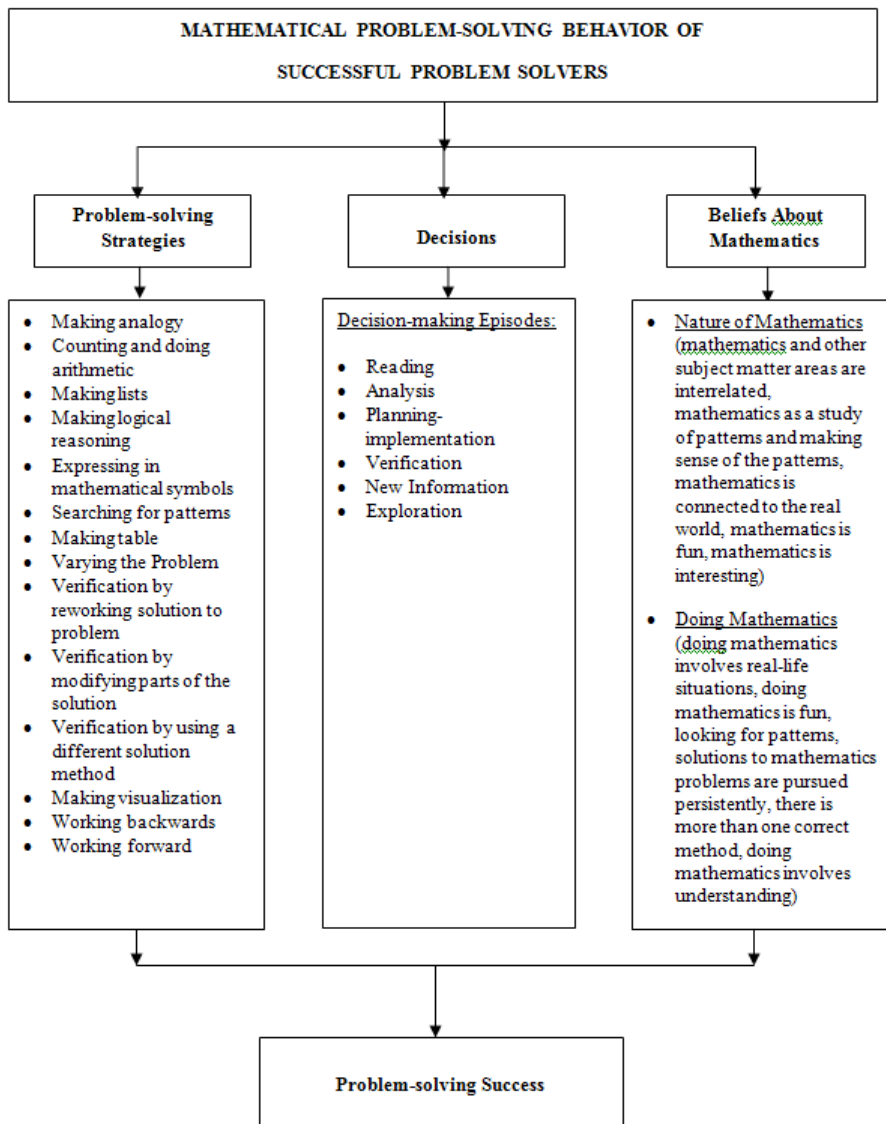 MATHEMATICAL PROBLEM-SOLVING BEHAVIOR OF
SUCCESSFUL PROBLEM SOLVERS
Problem-solving
Strategies
Decisions
Beliefs About
Mathematics
• Making analogy
• Counting and doing
arithmetic
• Making lists
• Making logical
reasoning
• Expressing in
mathematical symbols
• Searching for patterns
• Making table
• Varying the Problem
• Verification by
reworking solution to
problem
• Verification by
modifying parts of the
solution
• Verification by using a
different solution
method
• Making visualization
• Working backwards
• Working forward
Decision-making Episodes:
• Reading
• Analysis
• Planning-
implementation
• Verification
• New Information
• Exploration
• Nature of Mathematics
(mathematics and other
subject matter areas are
interrelated,
mathematics as a study
of patterns and making
sense of the patterns,
mathematics is
connected to the real
world, mathematics is
fun, mathematics is
interesting)
• Doing Mathematics
(doing mathematics
involves real-life
situations, doing
mathematics is fun,
looking for patterns,
solutions to mathematics
problems are pursued
persistently, there is
more than one correct
method, doing
mathematics involves
understanding)
Problem-solving Success